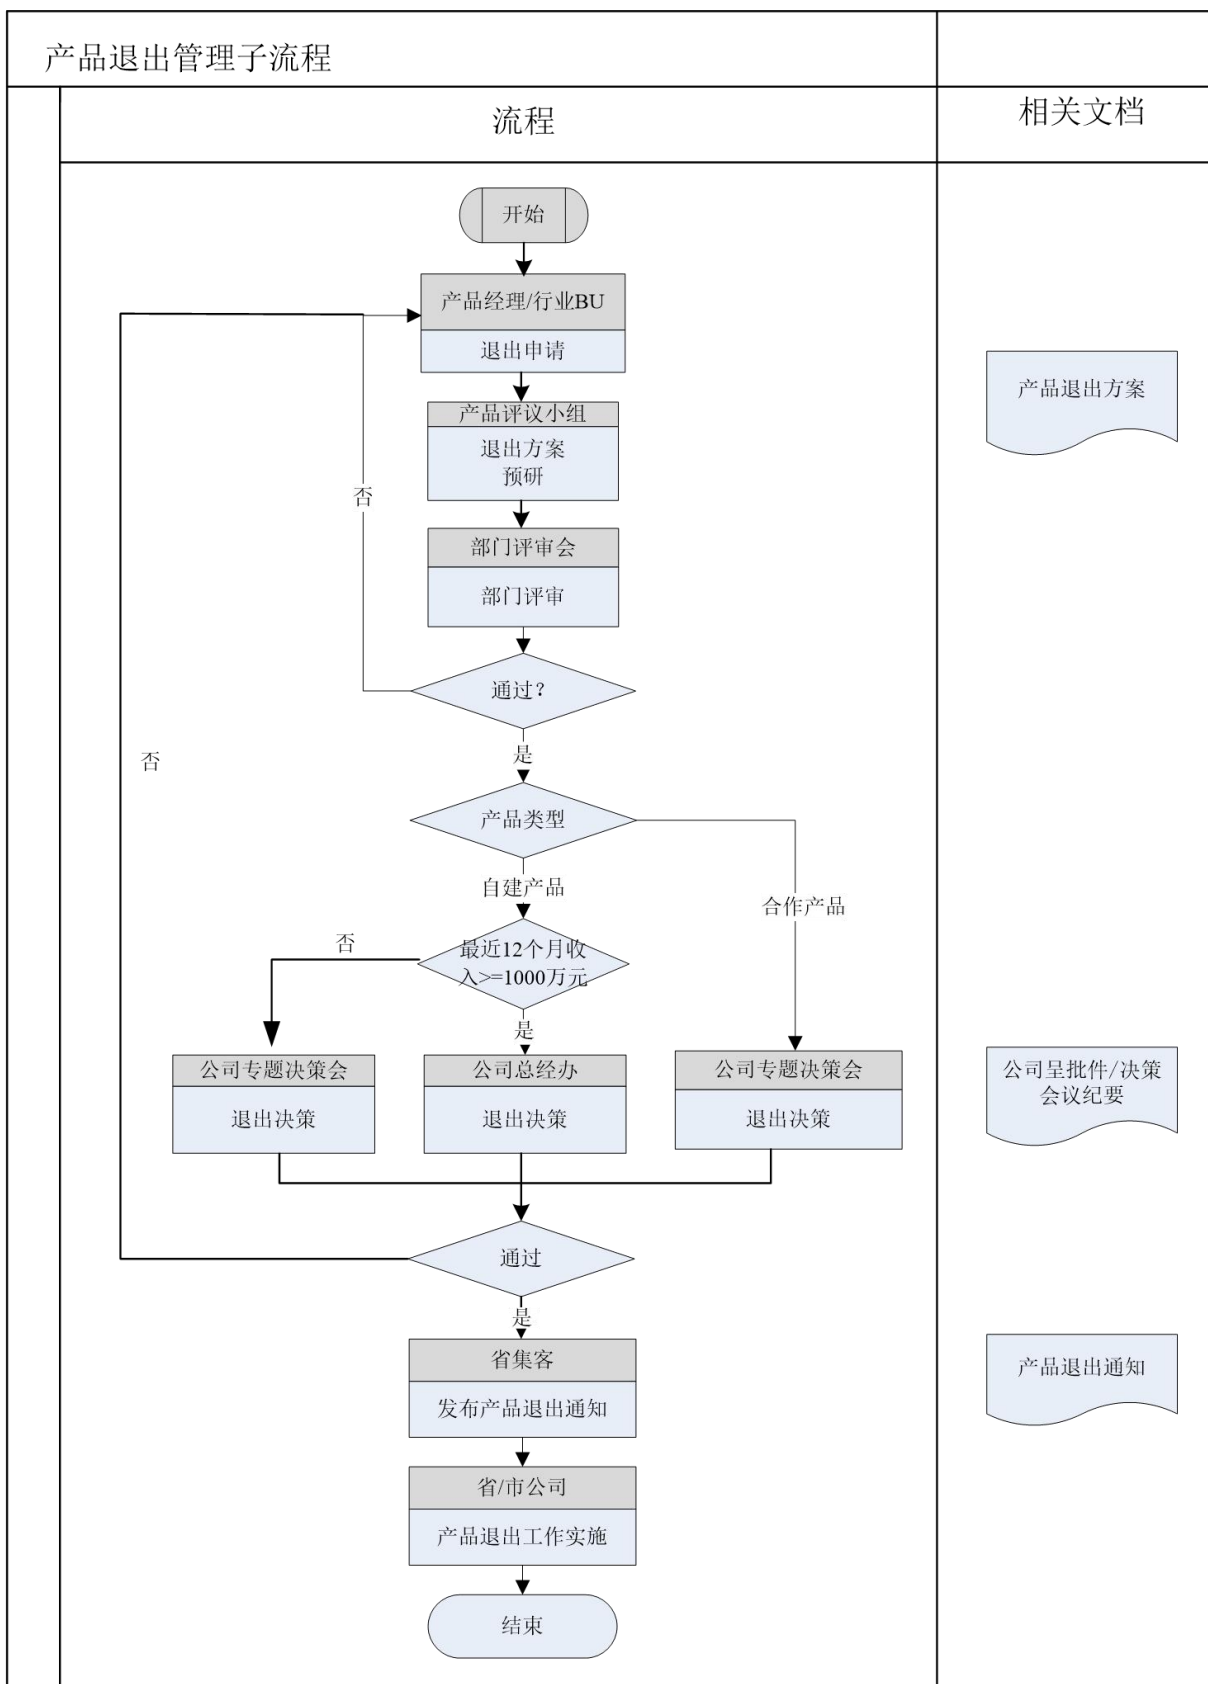 产品退出管理子流程
流程
相关文档
开始
产品经理/行业BU
退出申请
产品退出方案
产品评议小组
退出方案
预研
否
部门评审会
部门评审
通过?
是
否
产品类型
自建产品
合作产品
最近12个月收
入>=1000万元
否
是
公司专题决策会
退出决策
公司总经办
退出决策
公司专题决策会
退出决策
公司呈批件/决策
会议纪要
通过
是
省集客
发布产品退出通知
产品退出通知
省/市公司
产品退出工作实施
结束